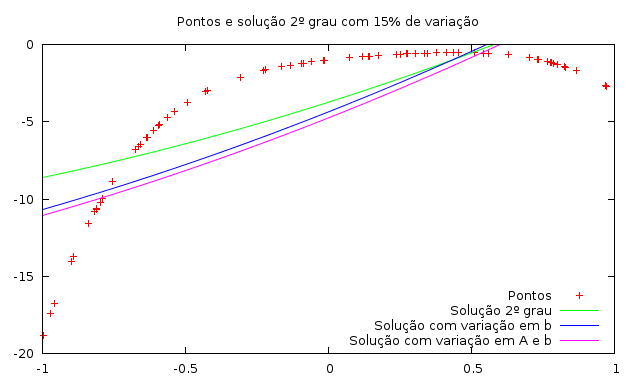 Pontos e solução 2º grau com 15% de variação
0
-5
-10
-15
-20
-1
-0.5
0
0.5
1
Pontos
Solução 2º grau
Solução com variação em b
Solução com variação em A e b